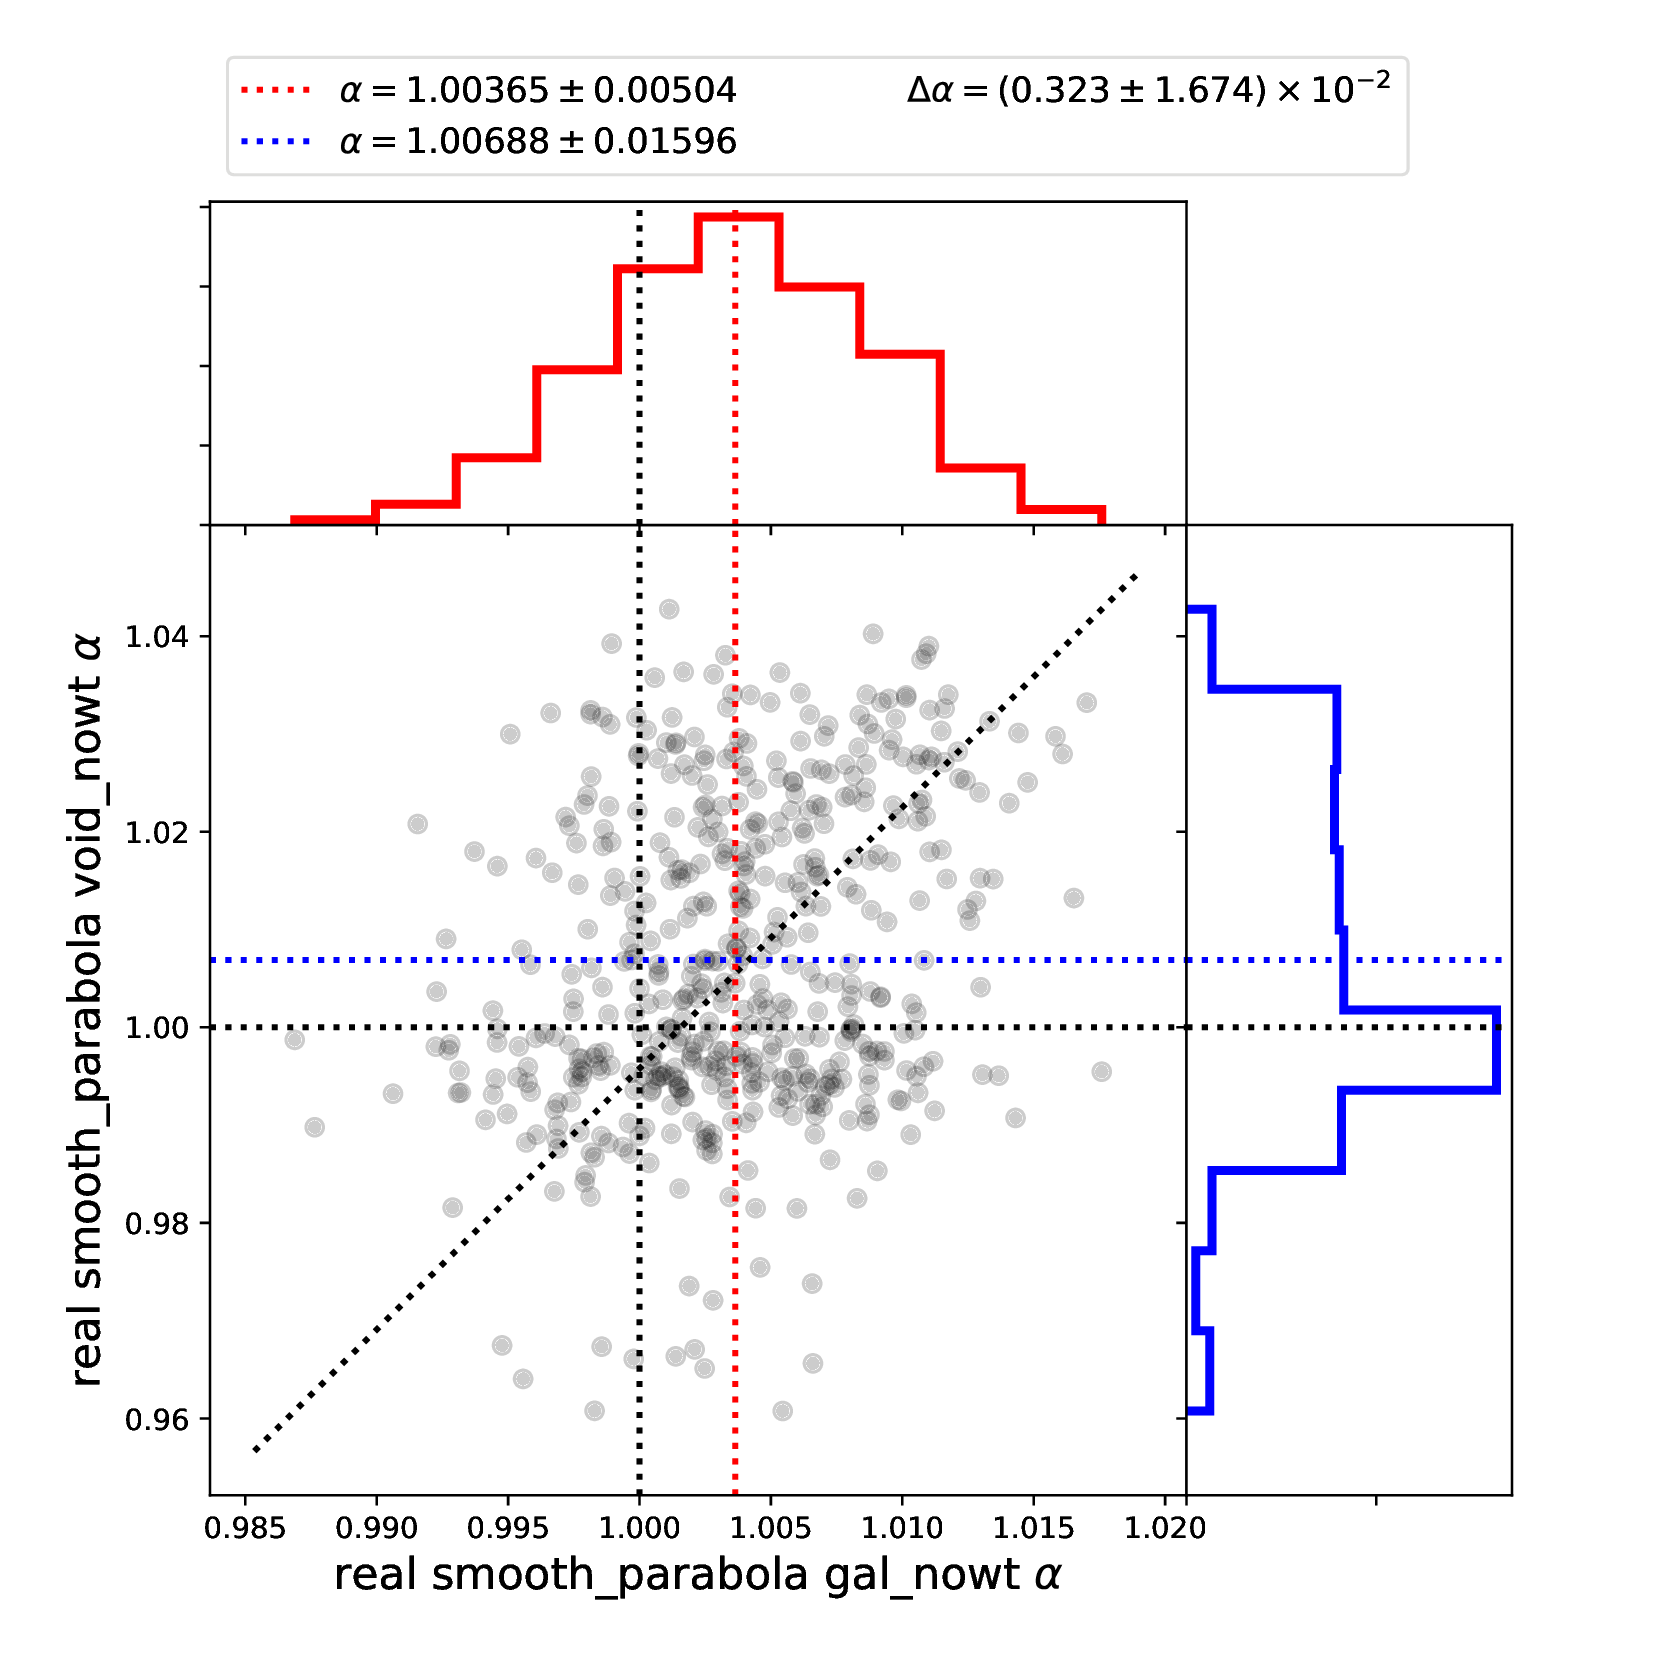 α = 1.00365 ± 0.00504
Δα = (0.323 ± 1.674) × 10⁻²
α = 1.00688 ± 0.01596
real smooth_parabola void_nowt α
1.04
1.02
1.00
0.98
0.96
0.985 0.990 0.995 1.000 1.005 1.010 1.015 1.020
real smooth_parabola gal_nowt α